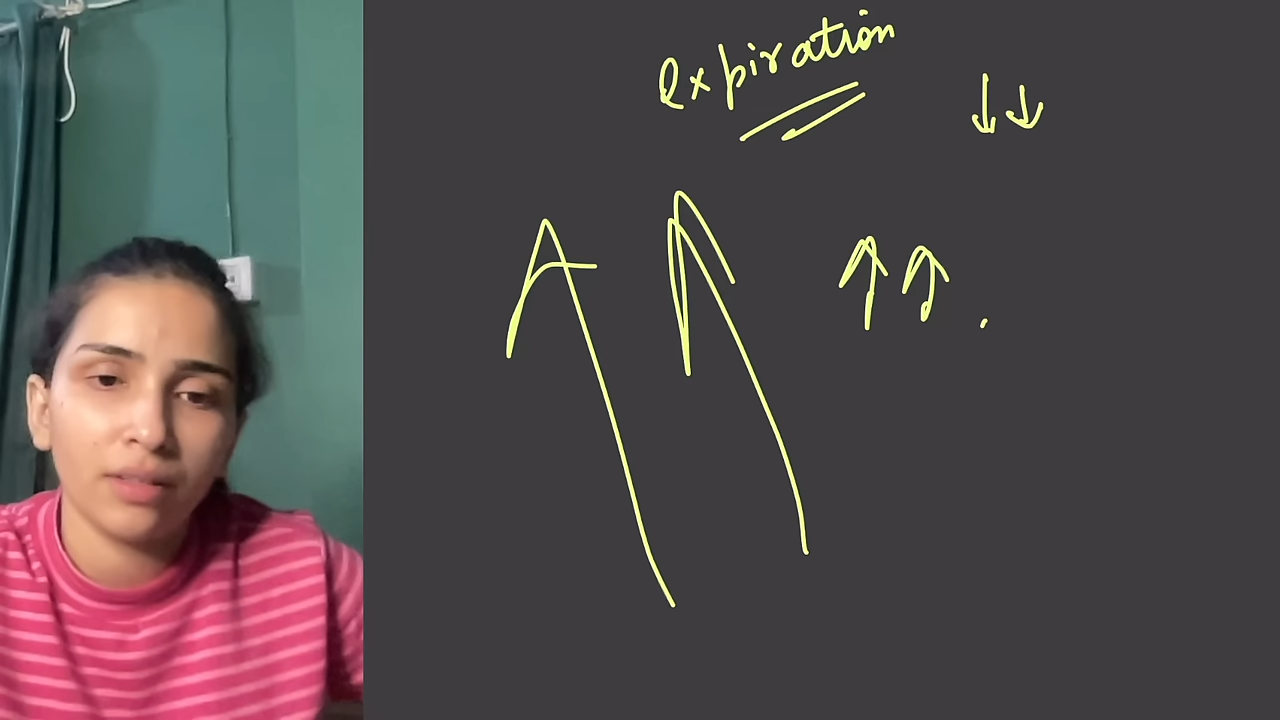 expiration
↓↓
↑↑ ↑↑ .